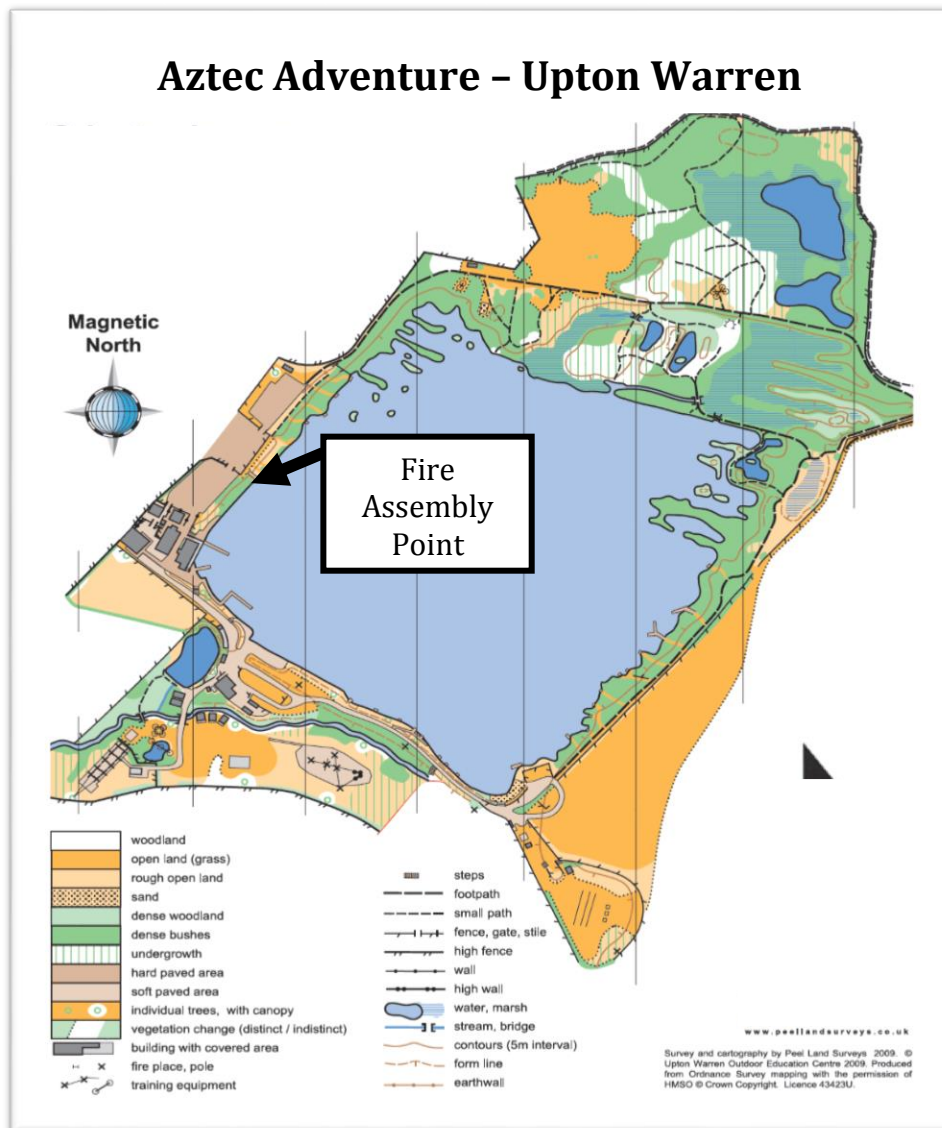 Aztec Adventure – Upton Warren
Magnetic
North
Fire
Assembly
Point
woodland
open land (grass)
rough open land
sand
dense woodland
dense bushes
undergrowth
hard paved area
soft paved area
individual trees, with canopy
vegetation change (distinct / indistinct)
building with covered area
fire place, pole
training equipment
steps
footpath
small path
fence, gate, stile
high fence
wall
high wall
water, marsh
stream, bridge
contours (5m interval)
form line
earthwall
www.peellandsurveys.co.uk
Survey and cartography by Peel Land Surveys 2009. ©
Upton Warren Outdoor Education Centre 2009. Produced
from Ordnance Survey mapping with the permission of
HMSO © Crown Copyright. Licence 43423U.